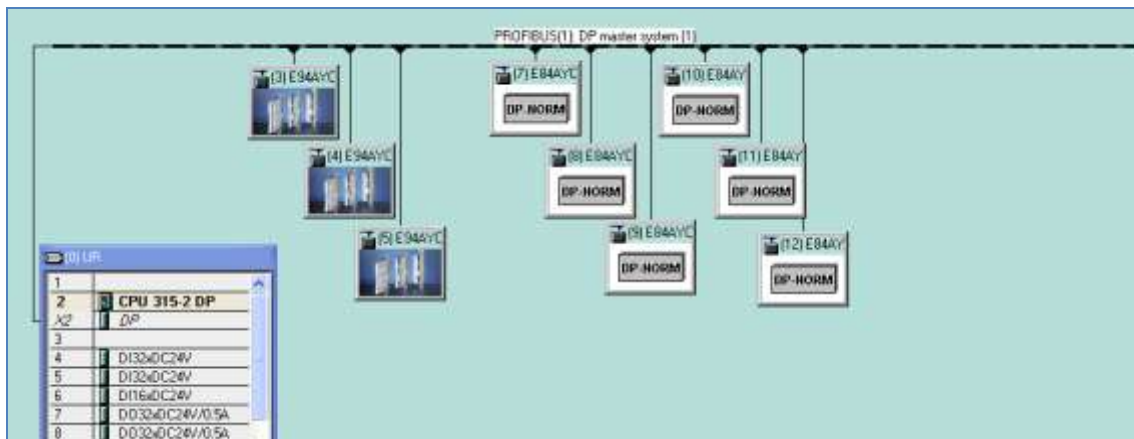 PROFIBUS(1): DP master system (1)
(3) E94AYC
(7) E84AYC
DP-NORM
(10) E84AY
DP-NORM
(4) E94AYC
(8) E84AYC
DP-NORM
(11) E84AY
DP-NORM
(5) E94AYC
(9) E84AYC
DP-NORM
(12) E84AY
DP-NORM
(0) UR
1
2 CPU 315-2 DP
X2 DP
3
4 DI32xDC24V
5 DI32xDC24V
6 DI16xDC24V
7 DO32xDC24V/0.5A
8 DO32xDC24V/0.5A